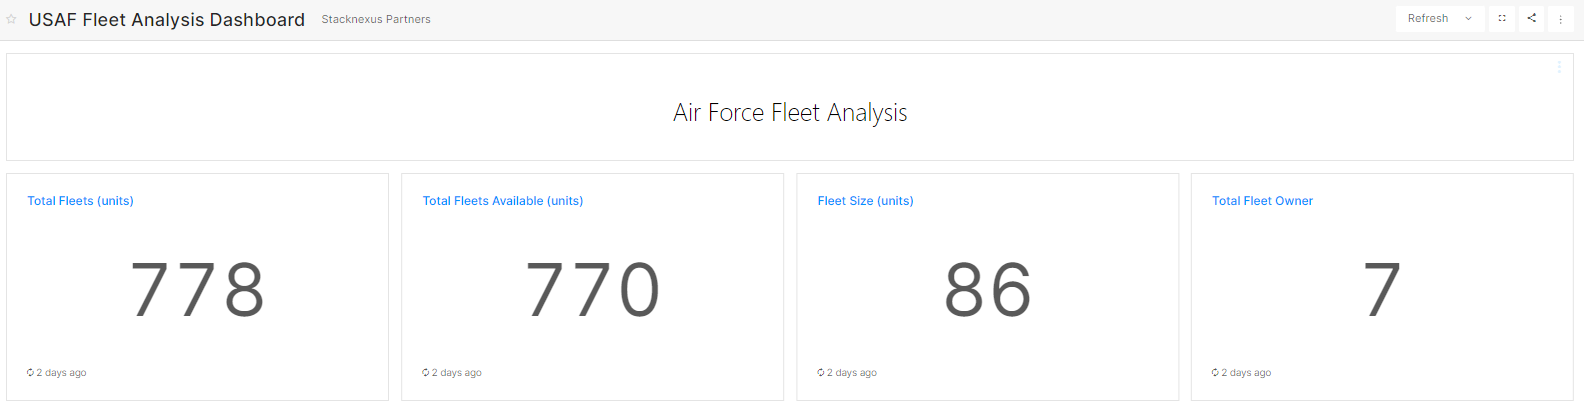 USAF Fleet Analysis Dashboard Stacknexus Partners Refresh
Air Force Fleet Analysis
Total Fleets (units) Total Fleets Available (units) Fleet Size (units) Total Fleet Owner
778 770 86 7
2 days ago 2 days ago 2 days ago 2 days ago